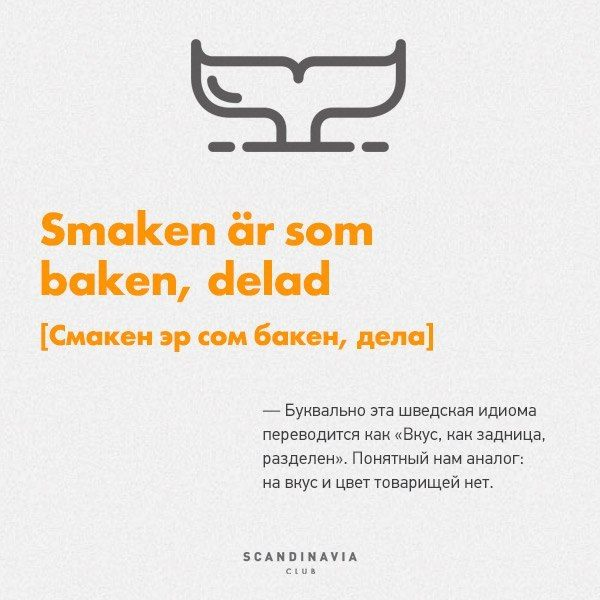 Smaken är som
baken, delad
[Смакен эр сом бакен, дела]
— Буквально эта шведская идиома
переводится как «Вкус, как задница,
разделен». Понятный нам аналог:
на вкус и цвет товарищей нет.
SCANDINAVIA
CLUB